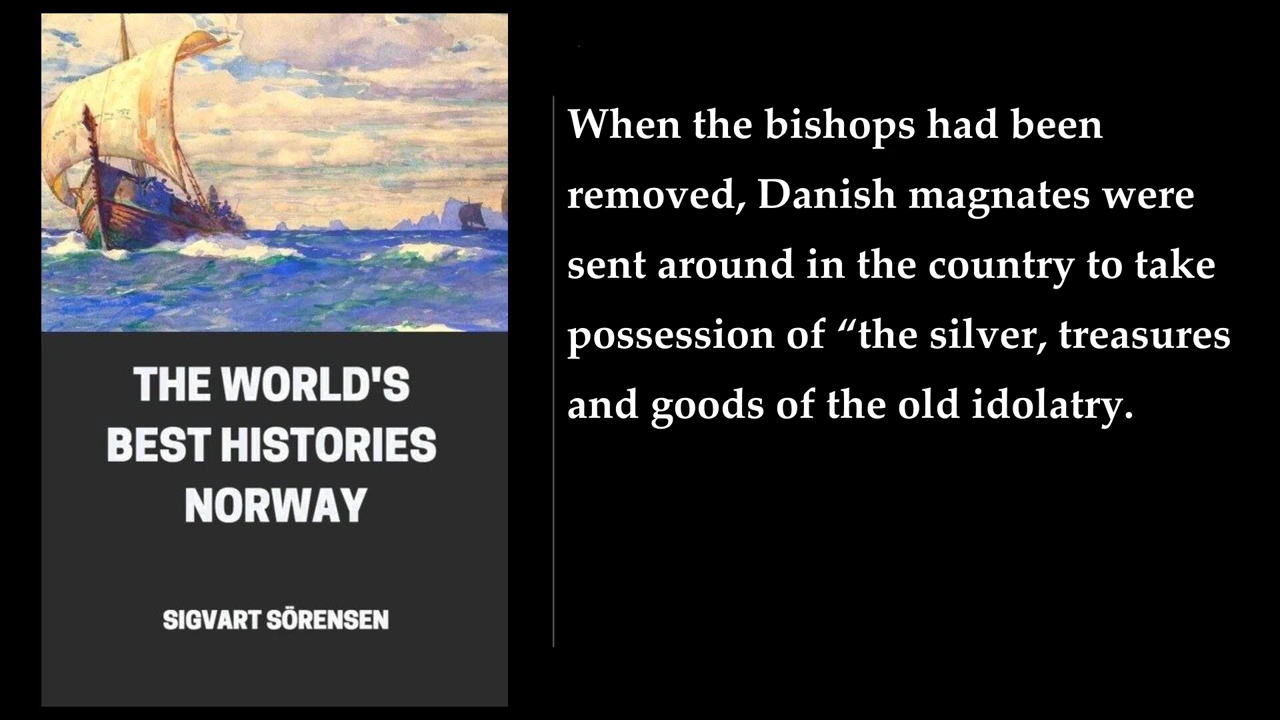 THE WORLD'S
BEST HISTORIES
NORWAY
SIGVART SÖRENSEN
When the bishops had been
removed, Danish magnates were
sent around in the country to take
possession of “the silver, treasures
and goods of the old idolatry.